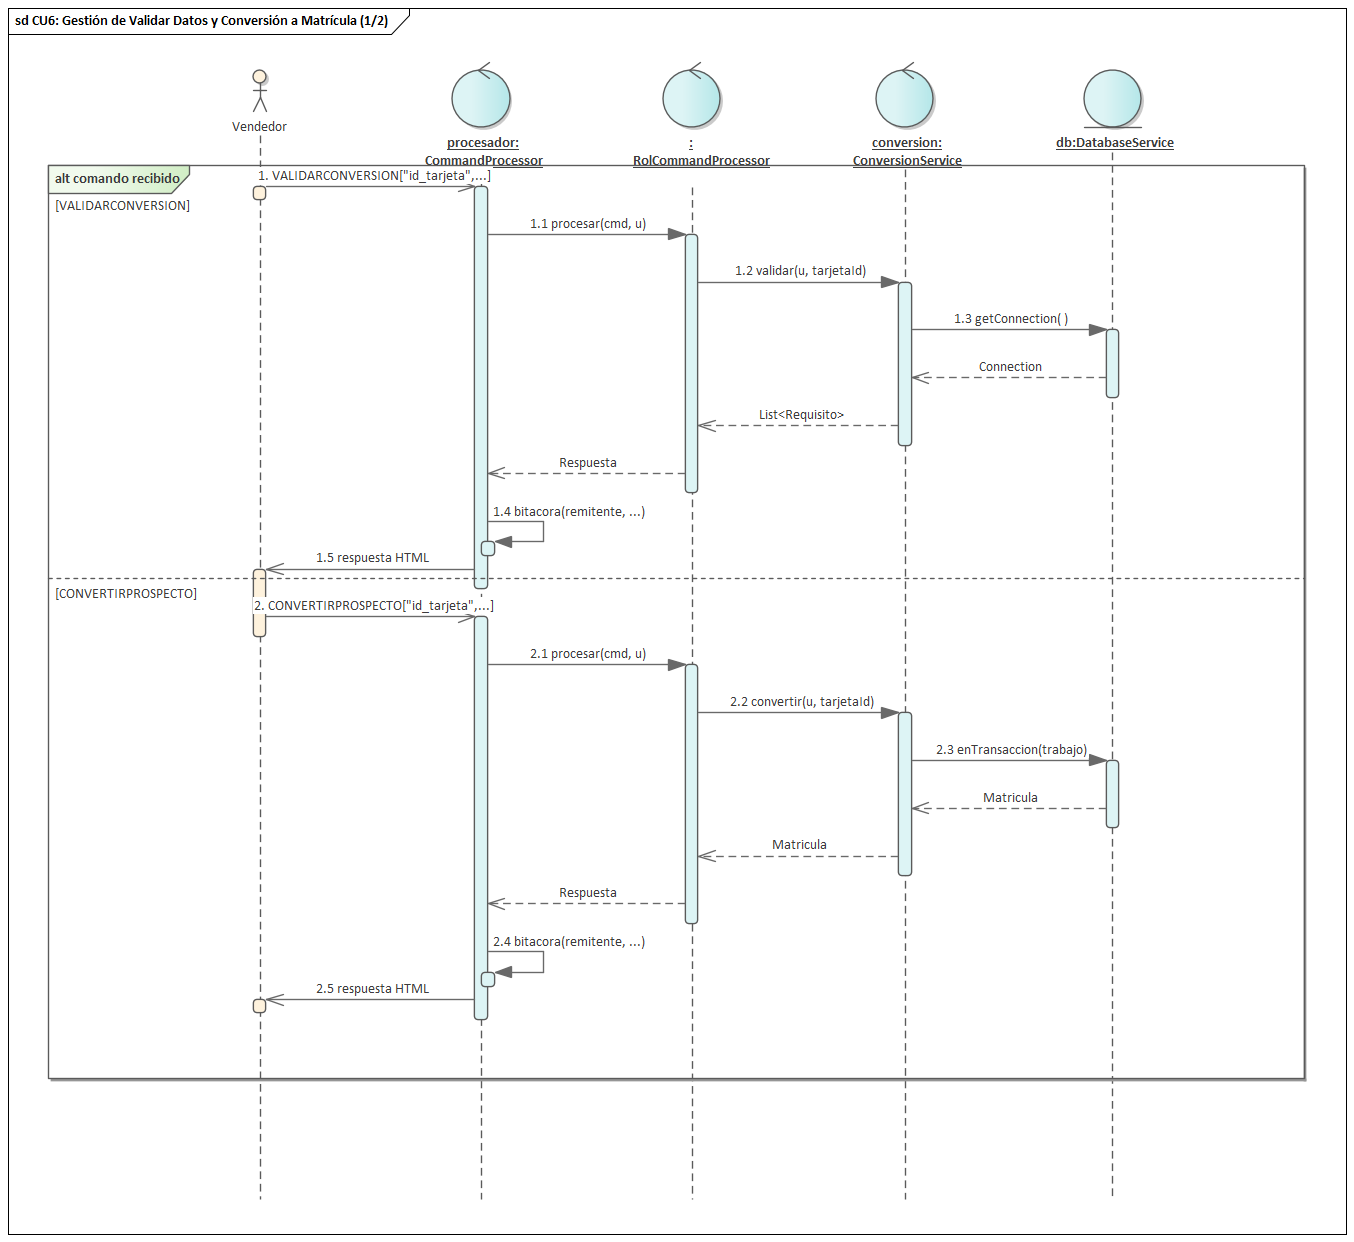 sd CU6: Gestión de Validar Datos y Conversión a Matrícula (1/2)
Vendedor
procesador:
CommandProcessor
:
RolCommandProcessor
conversion:
ConversionService
db:DatabaseService
alt comando recibido
[VALIDARCONVERSION]
1. VALIDARCONVERSION["id_tarjeta",...]
1.1 procesar(cmd, u)
1.2 validar(u, tarjetaId)
1.3 getConnection( )
Connection
List<Requisito>
Respuesta
1.4 bitacora(remitente, ...)
1.5 respuesta HTML
[CONVERTIRPROSPECTO]
2. CONVERTIRPROSPECTO["id_tarjeta",...]
2.1 procesar(cmd, u)
2.2 convertir(u, tarjetaId)
2.3 enTransaccion(trabajo)
Matricula
Matricula
Respuesta
2.4 bitacora(remitente, ...)
2.5 respuesta HTML